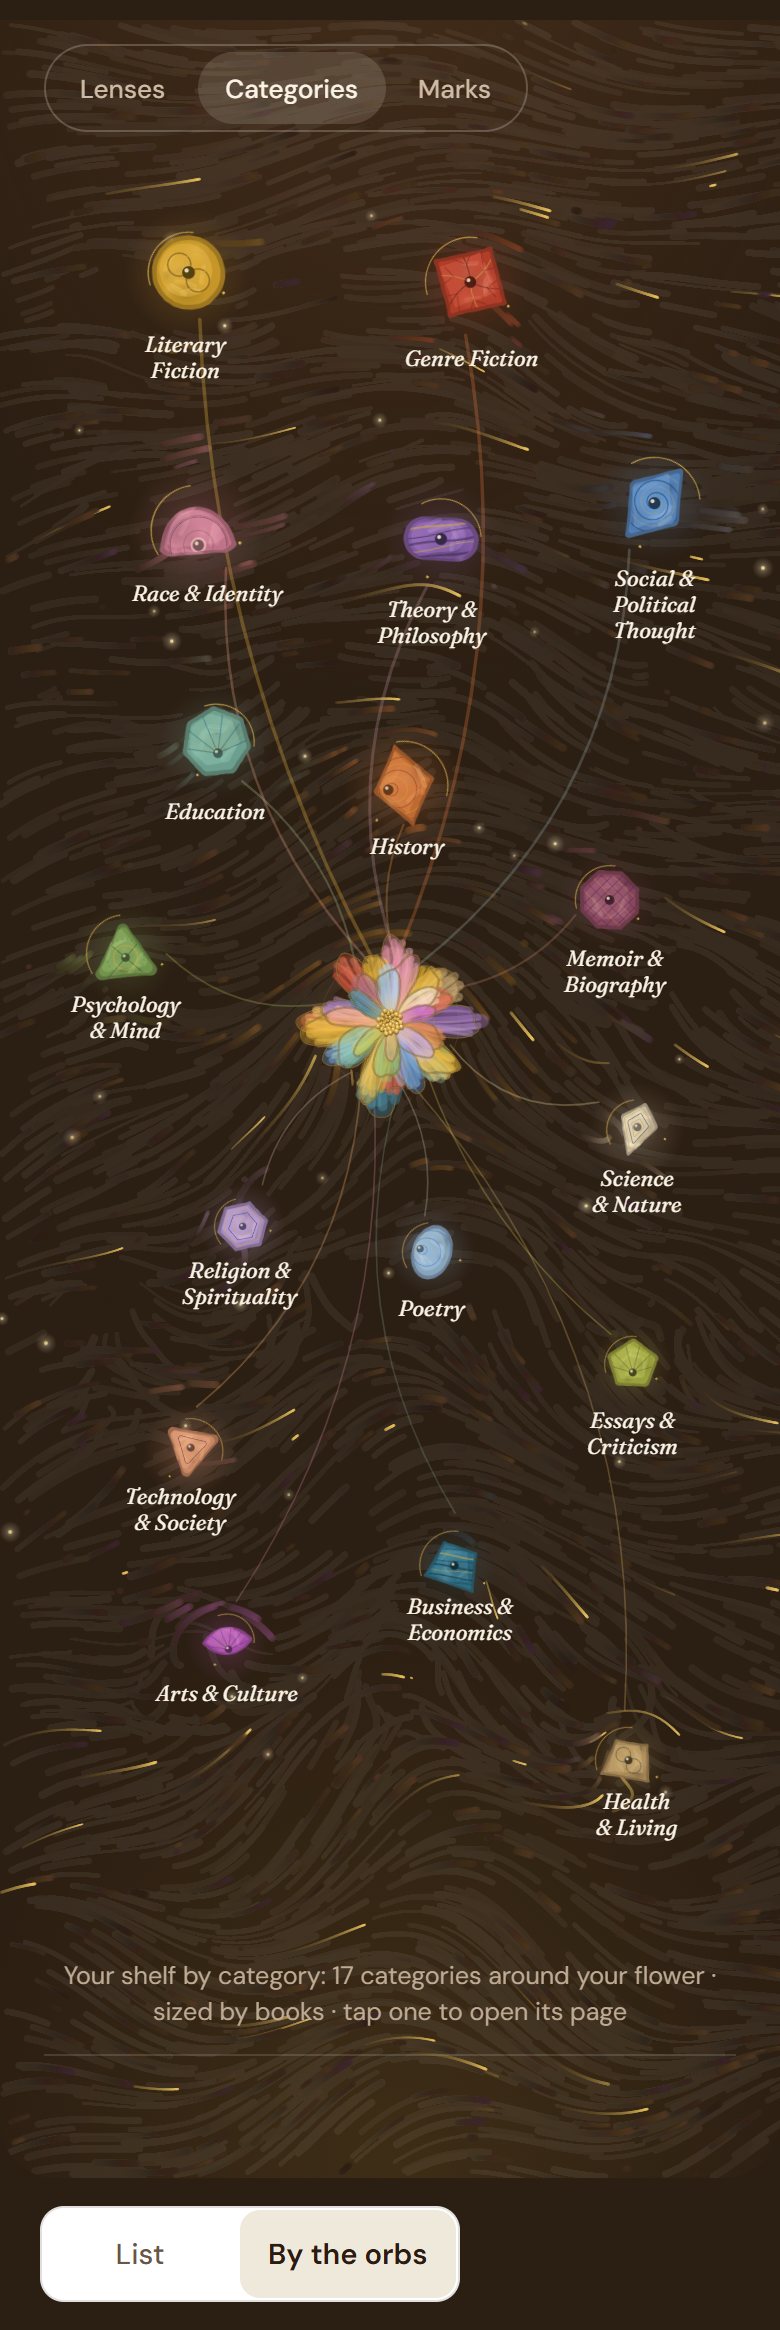 Lenses
Categories
Marks
Literary
Fiction
Genre Fiction
Race & Identity
Theory &
Philosophy
Social &
Political
Thought
Education
History
Memoir &
Biography
Psychology
& Mind
Science
& Nature
Religion &
Spirituality
Poetry
Essays &
Criticism
Technology
& Society
Business &
Economics
Arts & Culture
Health
& Living
Your shelf by category: 17 categories around your flower ·
sized by books · tap one to open its page
List
By the orbs